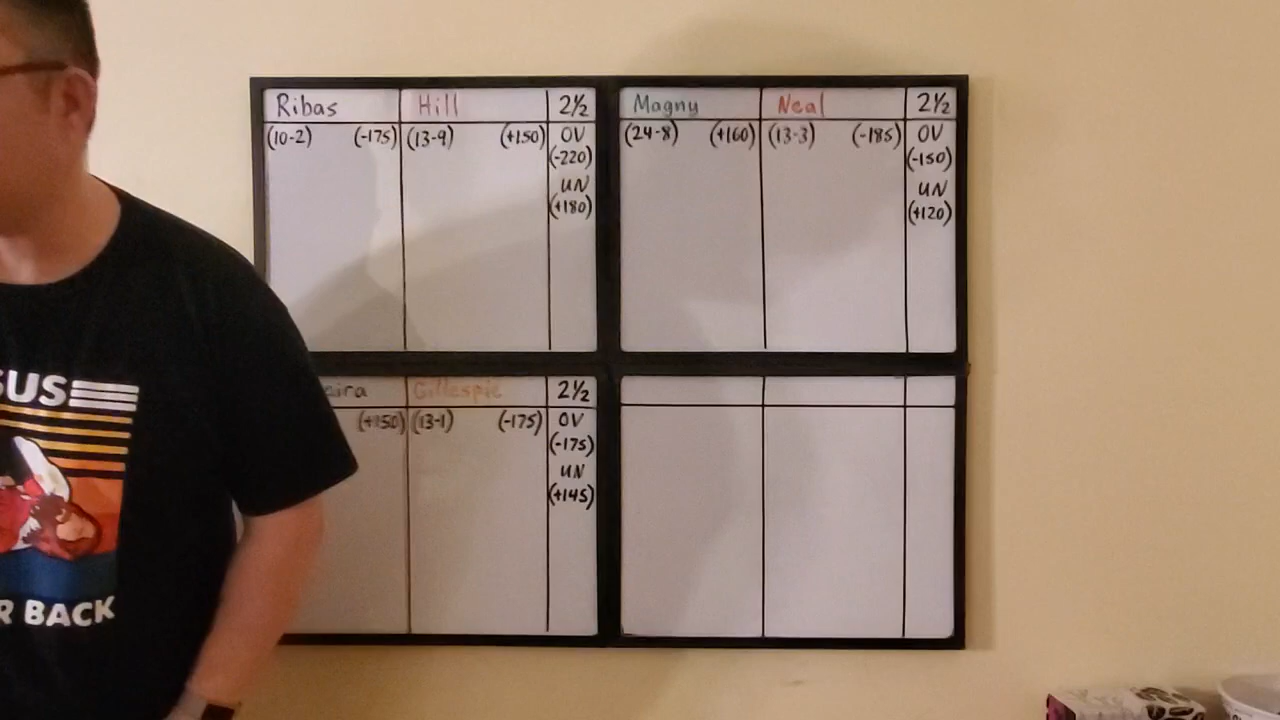 Ribas Hill 2½
(10-2) (-175) (13-9) (+150) OV
(-220)
UN
(+180)
Magny Neal 2½
(24-8) (+160) (13-3) (-185) OV
(-150)
UN
(+120)
eira Gillespie 2½
(+150) (13-1) (-175) OV
(-175)
UN
(+145)
SUS
R BACK